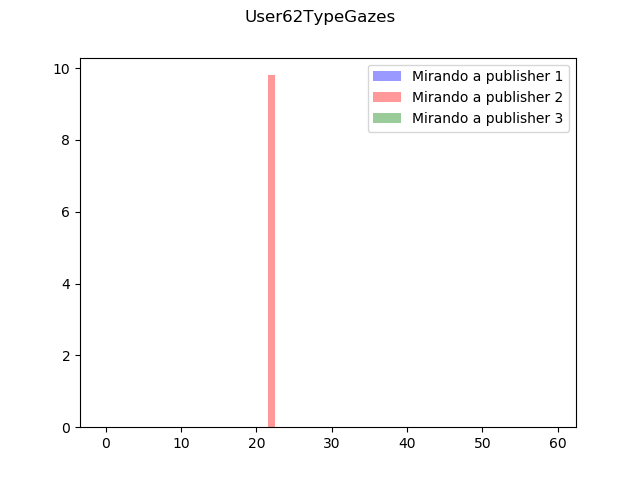 User62TypeGazes
Mirando a publisher 1
Mirando a publisher 2
Mirando a publisher 3
10
8
6
4
2
0
0 10 20 30 40 50 60